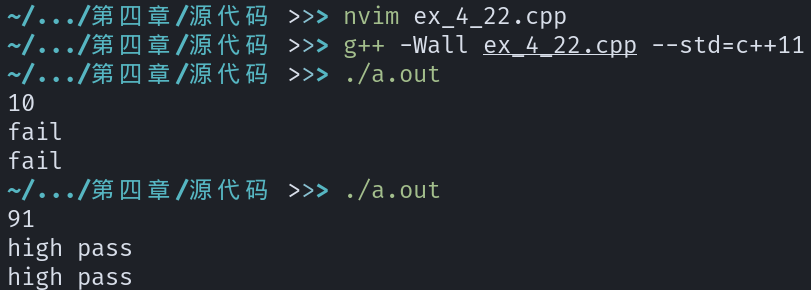 ~/.../第四章/源代码 >>> nvim ex_4_22.cpp
~/.../第四章/源代码 >>> g++ -Wall ex_4_22.cpp --std=c++11
~/.../第四章/源代码 >>> ./a.out
10
fail
fail
~/.../第四章/源代码 >>> ./a.out
91
high pass
high pass